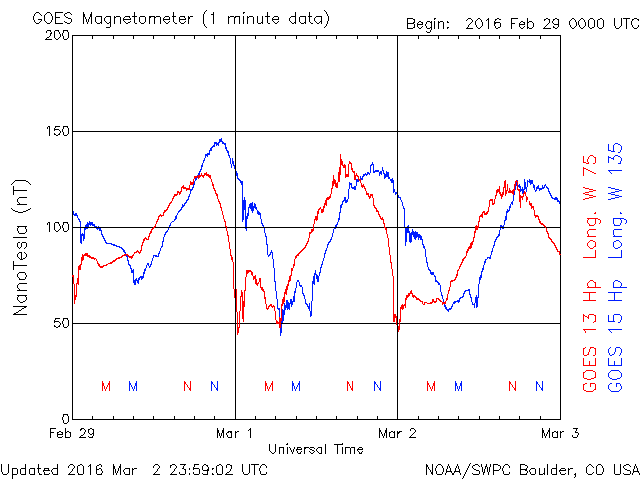 GOES Magnetometer (1 minute data)
Begin: 2016 Feb 29 0000 UTC
200
150
100
50
0
NanoTesla (nT)
M M N N M M N N M M N N
Feb 29 Mar 1 Mar 2 Mar 3
Universal Time
GOES 13 Hp Long. W 75
GOES 15 Hp Long. W 135
Updated 2016 Mar 2 23:59:02 UTC
NOAA/SWPC Boulder, CO USA